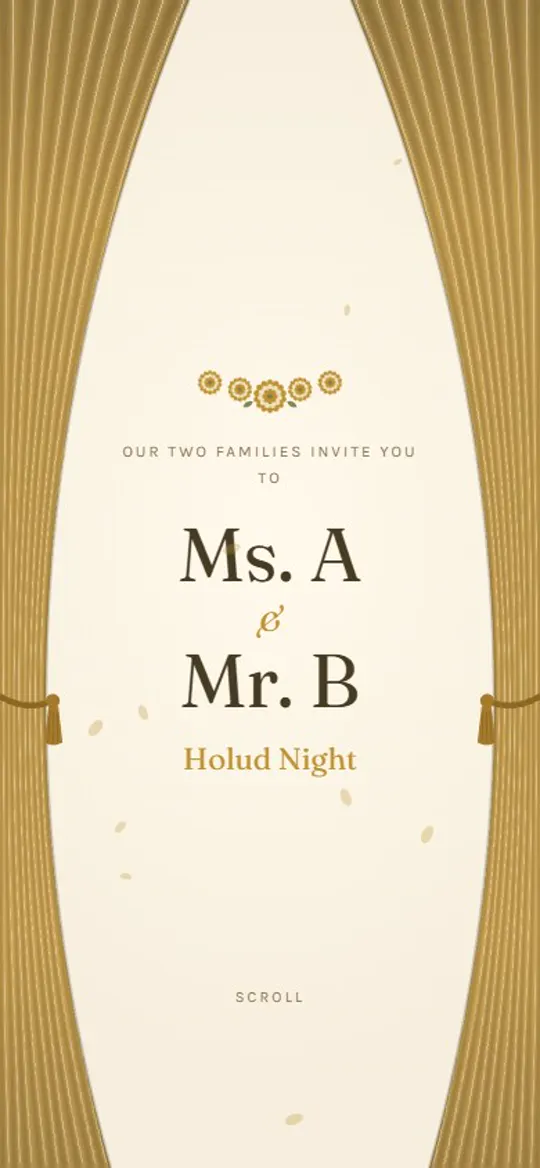 OUR TWO FAMILIES INVITE YOU
TO
Ms. A
&
Mr. B
Holud Night
SCROLL